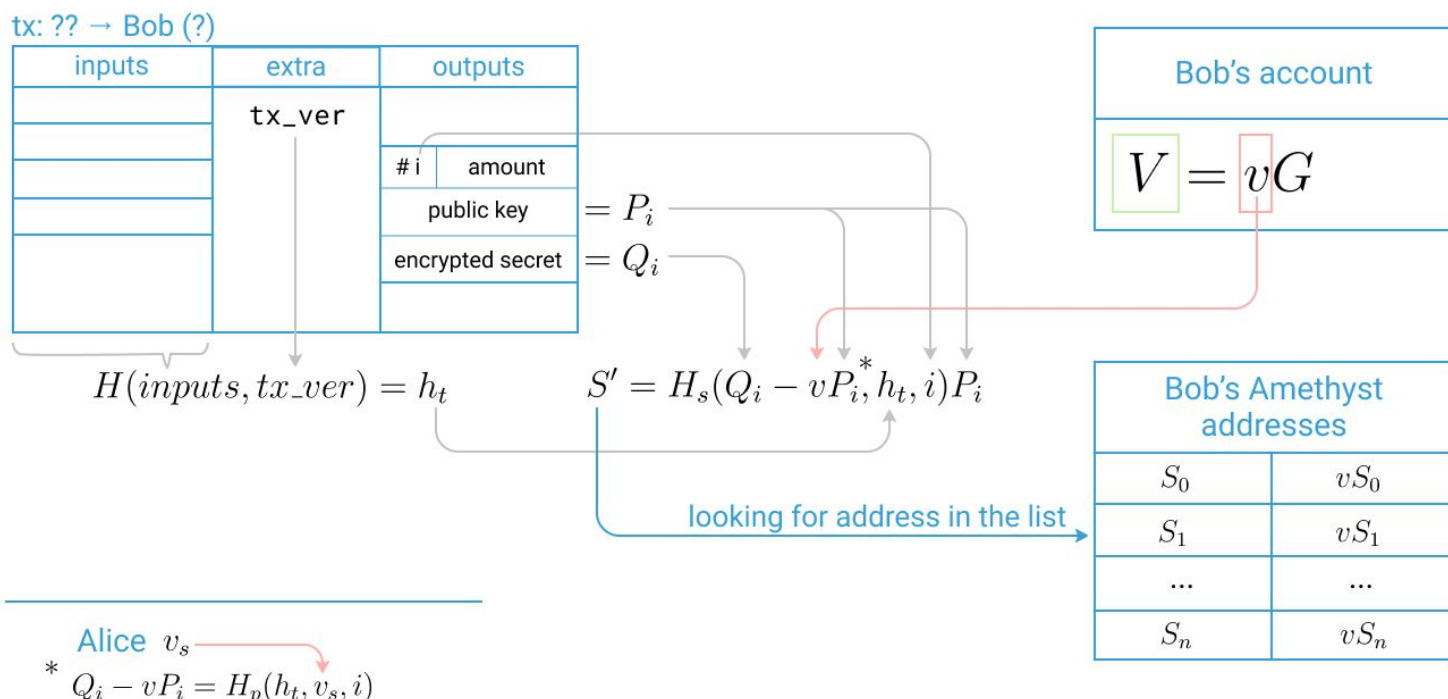 tx: ?? → Bob (?)
inputs extra outputs
tx_ver
# i amount
public key = P_i
encrypted secret = Q_i
H(inputs, tx_ver) = h_t
S' = H_s(Q_i − vP_i,* h_t, i)P_i
Bob's account
V = vG
looking for address in the list
Bob's Amethyst
addresses
S_0 vS_0
S_1 vS_1
... ...
S_n vS_n
Alice v_s
* Q_i − vP_i = H_p(h_t, v_s, i)